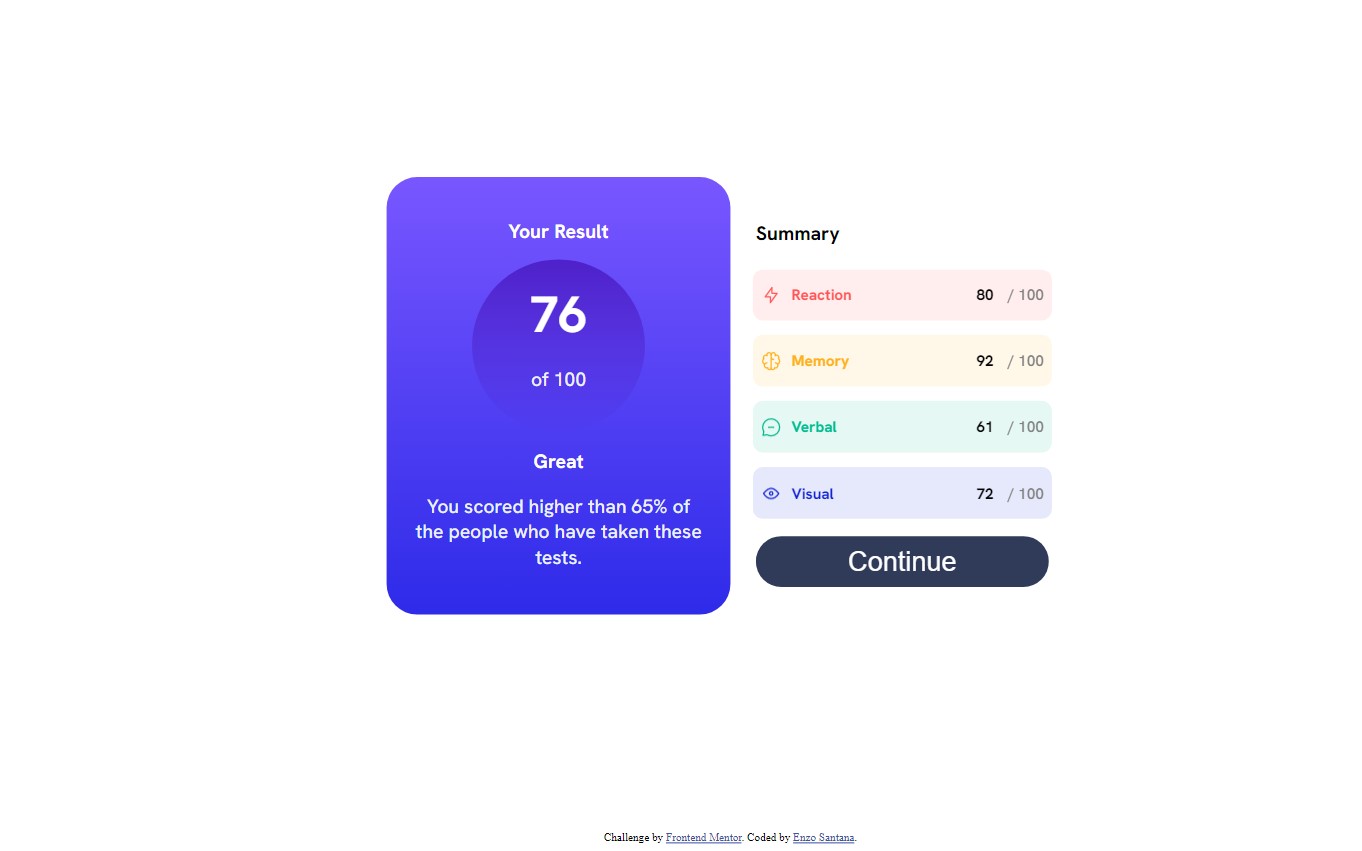 Your Result
76
of 100
Great
You scored higher than 65% of
the people who have taken these
tests.
Summary
Reaction 80 / 100
Memory 92 / 100
Verbal 61 / 100
Visual 72 / 100
Continue
Challenge by Frontend Mentor. Coded by Enzo Santana.